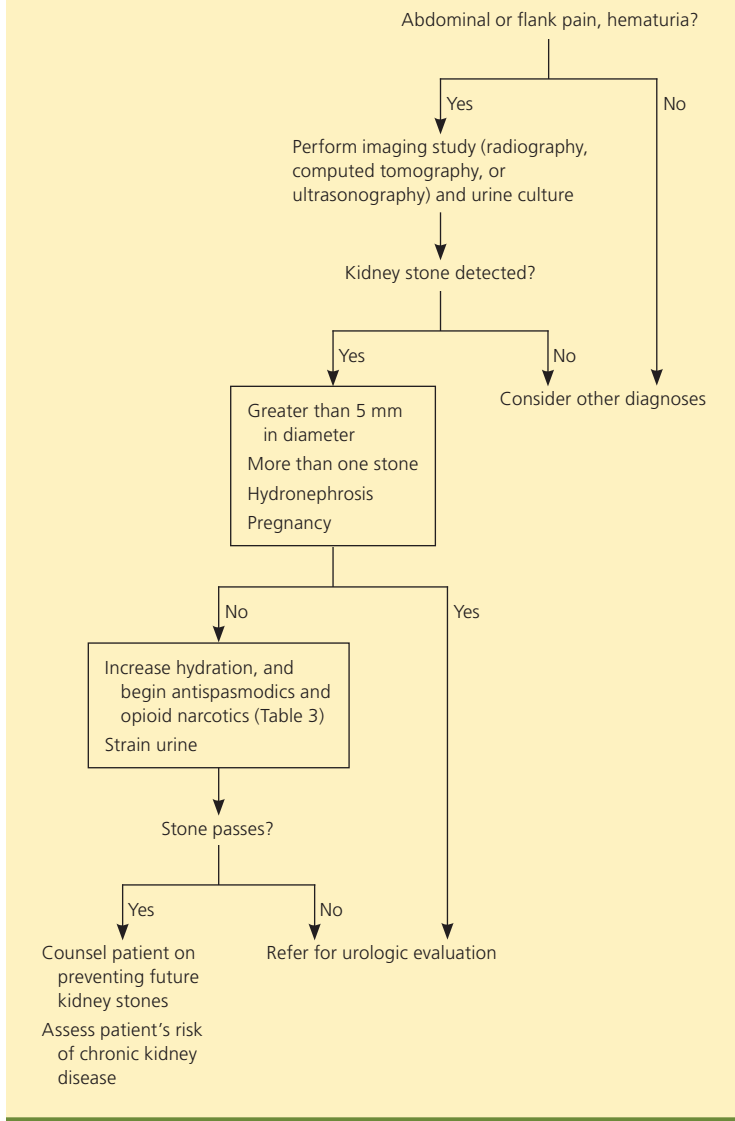 Abdominal or flank pain, hematuria?
Yes
No
Perform imaging study (radiography,
computed tomography, or
ultrasonography) and urine culture
Kidney stone detected?
Yes
No
Consider other diagnoses
Greater than 5 mm
in diameter
More than one stone
Hydronephrosis
Pregnancy
No
Yes
Increase hydration, and
begin antispasmodics and
opioid narcotics (Table 3)
Strain urine
Stone passes?
Yes
No
Counsel patient on
preventing future
kidney stones
Assess patient's risk
of chronic kidney
disease
Refer for urologic evaluation